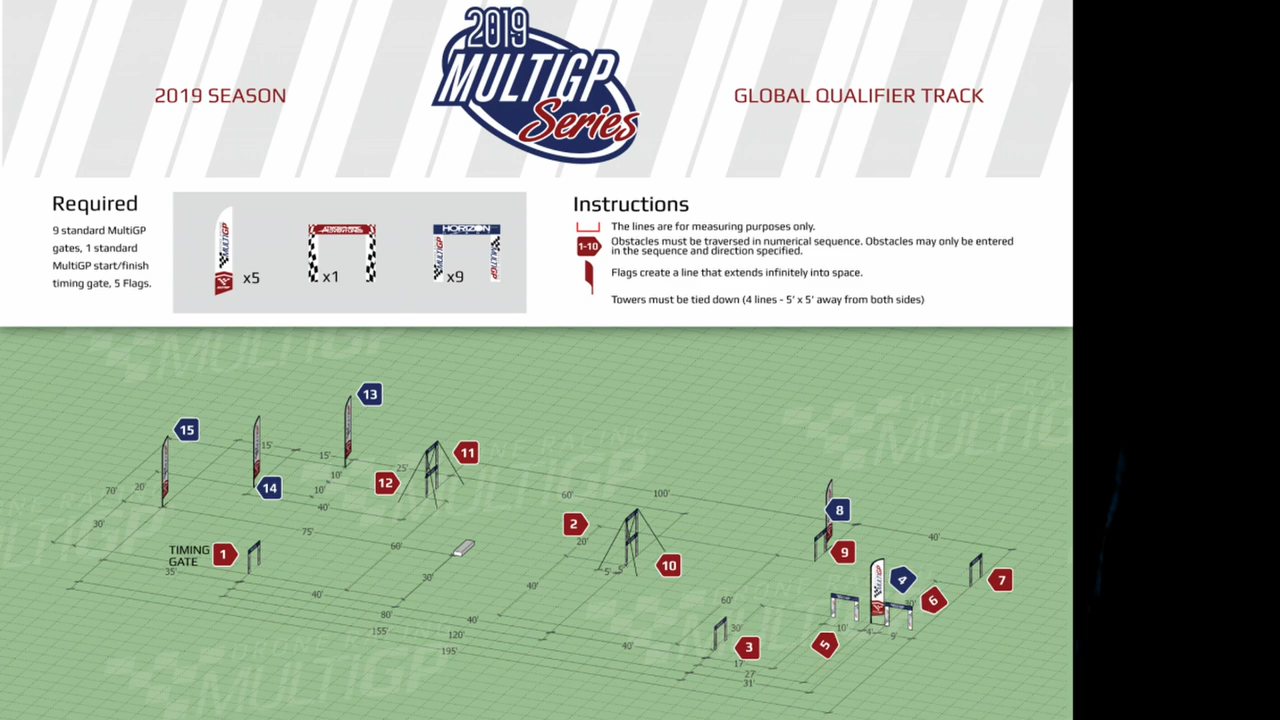 2019
MULTIGP
Series
2019 SEASON
GLOBAL QUALIFIER TRACK
Required
9 standard MultiGP
gates, 1 standard
MultiGP start/finish
timing gate, 5 Flags.
MULTIGP
x5
x1
HORIZON
x9
Instructions
The lines are for measuring purposes only.
1-10
Obstacles must be traversed in numerical sequence. Obstacles may only be entered
in the sequence and direction specified.
Flags create a line that extends infinitely into space.
Towers must be tied down (4 lines - 5' x 5' away from both sides)
13
15
11
15'
15'
25'
12
14
10'
10'
20'
70'
40'
30'
60'
100'
8
2
75'
20'
40'
9
TIMING
GATE
1
60'
10
5'
5'
7
4
35'
30'
40'
40'
60'
6
80'
40'
30'
10'
4'
9'
155'
120'
40'
3
5
195'
17'
27'
31'
MULTIGP